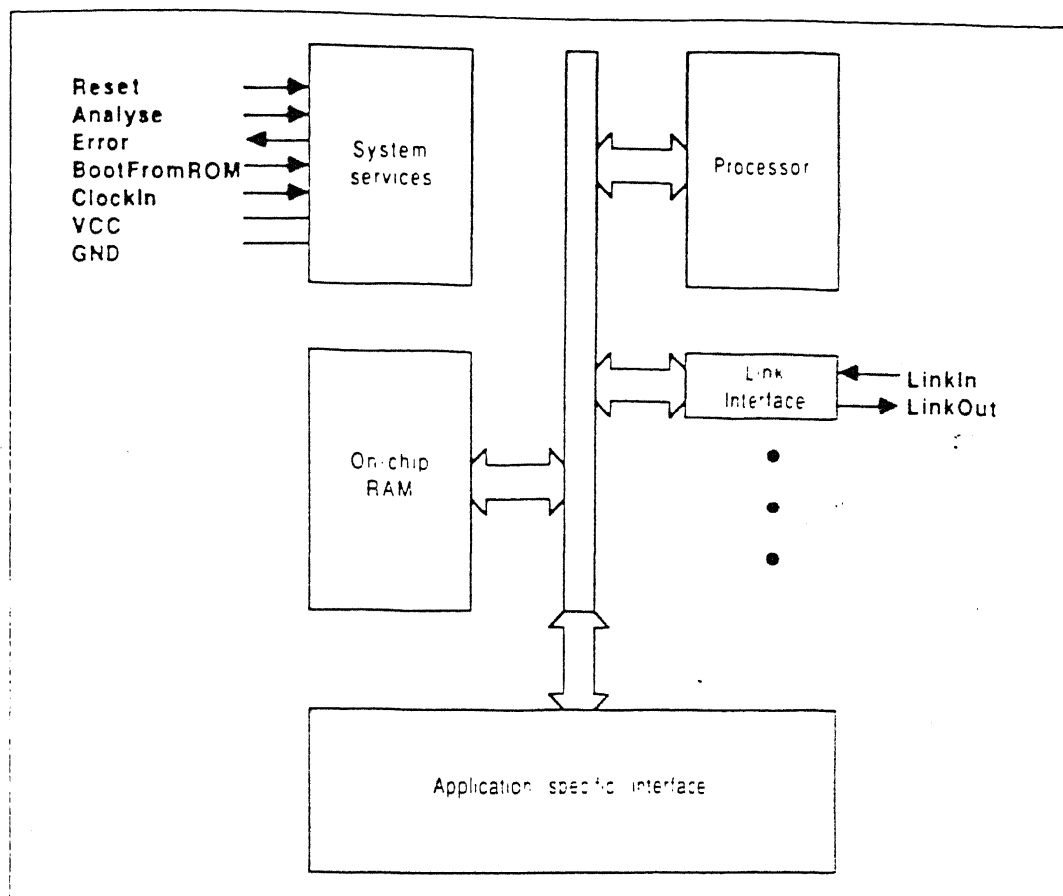 Reset
Analyse
Error
BootFromROM
ClockIn
VCC
GND
System
services
Processor
Link
Interface
LinkIn
LinkOut
On-chip
RAM
Application specific interface